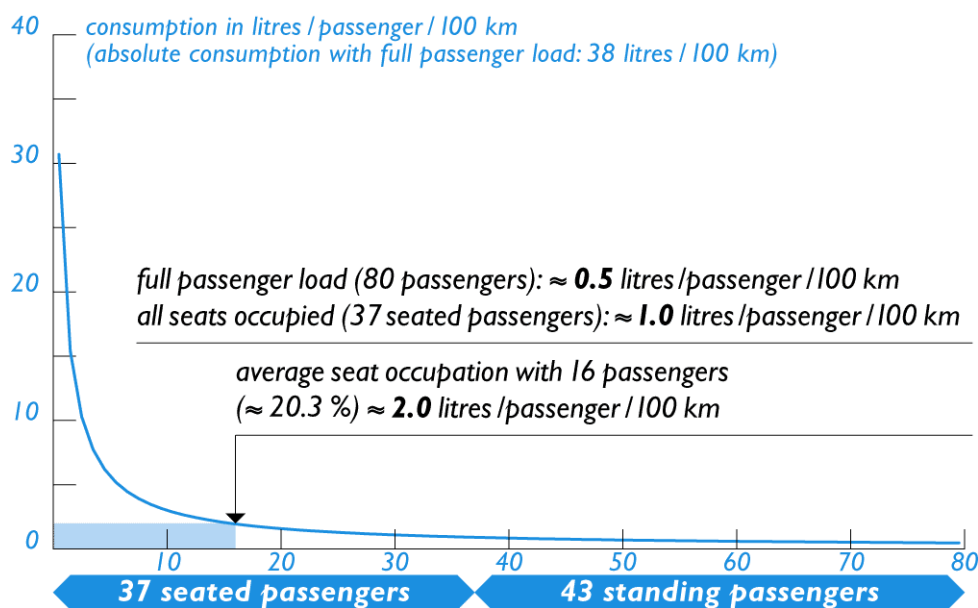 40
consumption in litres / passenger / 100 km
(absolute consumption with full passenger load: 38 litres / 100 km)
30
20
full passenger load (80 passengers): ≈ 0.5 litres/passenger/100 km
all seats occupied (37 seated passengers): ≈ 1.0 litres/passenger/100 km
average seat occupation with 16 passengers
(≈ 20.3 %) ≈ 2.0 litres/passenger/100 km
10
0
10 20 30 40 50 60 70 80
37 seated passengers 43 standing passengers